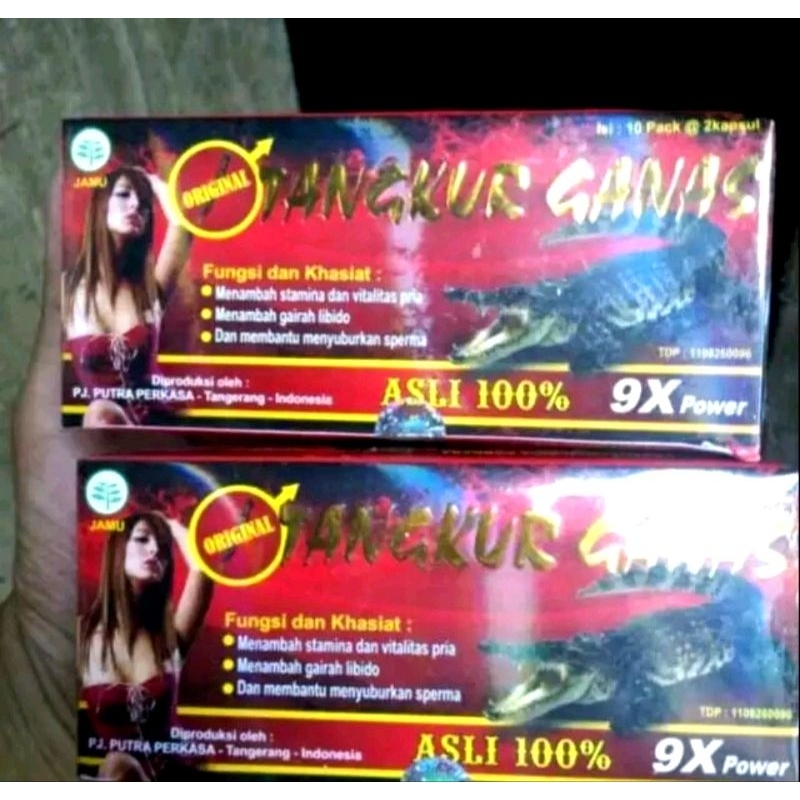 Isi : 10 Pack @ 2kapsul
JAMU
ORIGINAL
TANGKUR GANAS
Fungsi dan Khasiat :
Menambah stamina dan vitalitas pria
Menambah gairah libido
Dan membantu menyuburkan sperma
TDP : 1108260096
Diproduksi oleh :
PJ. PUTRA PERKASA - Tangerang - Indonesia
ASLI 100%
9X Power
JAMU
ORIGINAL
TANGKUR GANAS
Fungsi dan Khasiat :
Menambah stamina dan vitalitas pria
Menambah gairah libido
Dan membantu menyuburkan sperma
TDP : 1108260096
Diproduksi oleh :
PJ. PUTRA PERKASA - Tangerang - Indonesia
ASLI 100%
9X Power